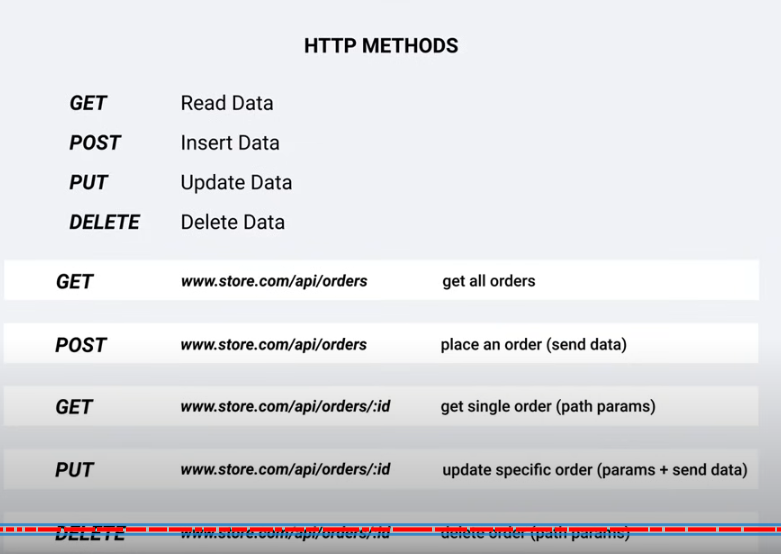 HTTP METHODS
GET Read Data
POST Insert Data
PUT Update Data
DELETE Delete Data
GET www.store.com/api/orders get all orders
POST www.store.com/api/orders place an order (send data)
GET www.store.com/api/orders/:id get single order (path params)
PUT www.store.com/api/orders/:id update specific order (params + send data)
DELETE www.store.com/api/orders/:id delete order (path params)